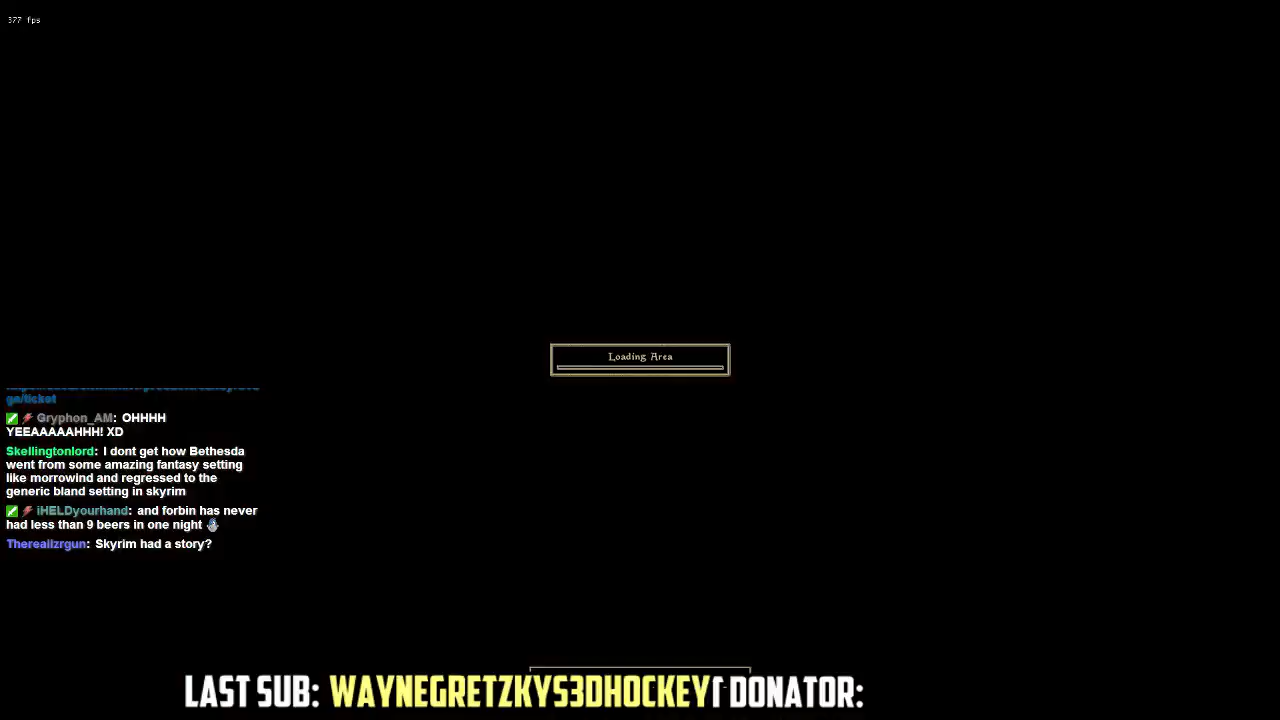 377 fps
Loading Area
ge/ticket
Gryphon_AM: OHHHH
YEEAAAAAHHH! XD
Skellingtonlord: I dont get how Bethesda
went from some amazing fantasy setting
like morrowind and regressed to the
generic bland setting in skyrim
iHELDyourhand: and forbin has never
had less than 9 beers in one night
Therealizrgun: Skyrim had a story?
LAST SUB: WAYNEGRETZKYS3DHOCKEY DONATOR: